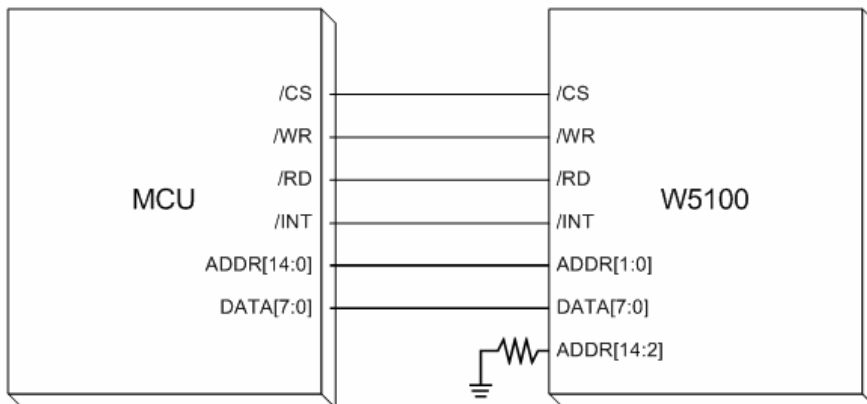 /CS /CS
/WR /WR
/RD /RD
MCU W5100
/INT /INT
ADDR[14:0] ADDR[1:0]
DATA[7:0] DATA[7:0]
ADDR[14:2]